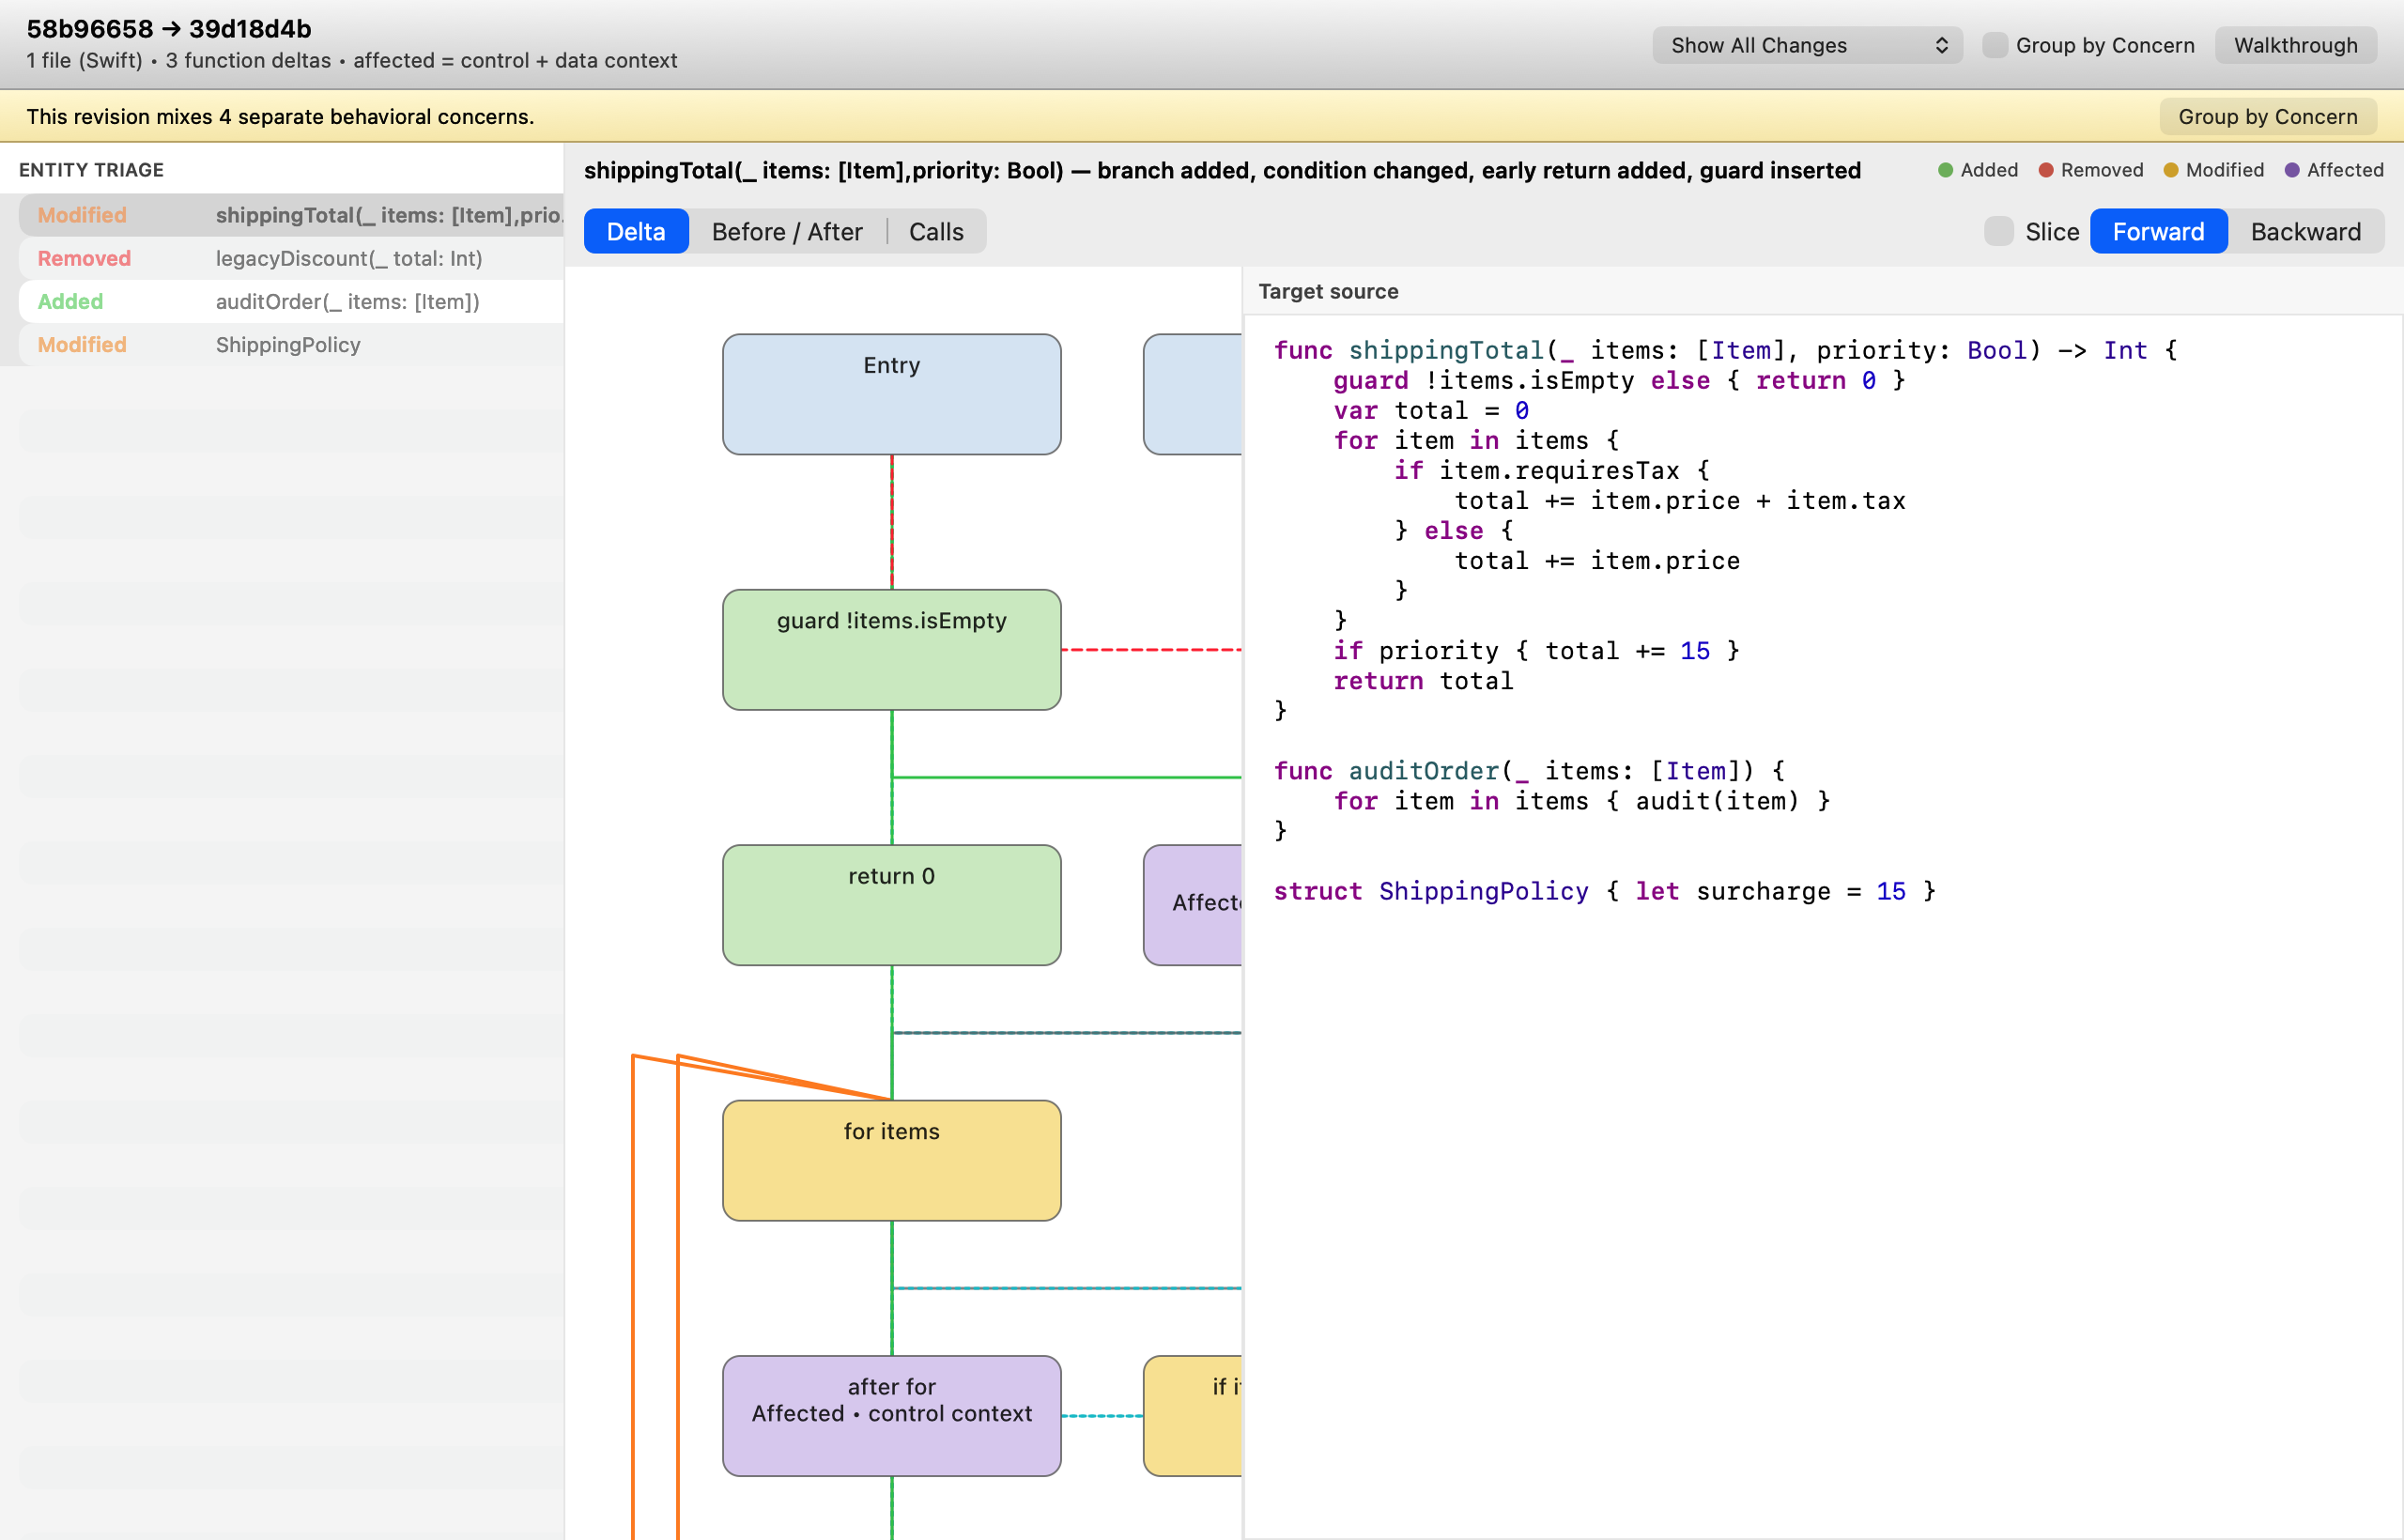 58b96658 → 39d18d4b
1 file (Swift) • 3 function deltas • affected = control + data context
Show All Changes
Group by Concern
Walkthrough
This revision mixes 4 separate behavioral concerns.
Group by Concern
ENTITY TRIAGE
Modified shippingTotal(_ items: [Item],prio.
Removed legacyDiscount(_ total: Int)
Added auditOrder(_ items: [Item])
Modified ShippingPolicy
shippingTotal(_ items: [Item],priority: Bool) — branch added, condition changed, early return added, guard inserted
Added
Removed
Modified
Affected
Delta
Before / After
Calls
Slice
Forward
Backward
Entry
guard !items.isEmpty
return 0
Affect
for items
after for
Affected • control context
if i
Target source
func shippingTotal(_ items: [Item], priority: Bool) -> Int {
    guard !items.isEmpty else { return 0 }
    var total = 0
    for item in items {
        if item.requiresTax {
            total += item.price + item.tax
        } else {
            total += item.price
        }
    }
    if priority { total += 15 }
    return total
}
func auditOrder(_ items: [Item]) {
    for item in items { audit(item) }
}
struct ShippingPolicy { let surcharge = 15 }